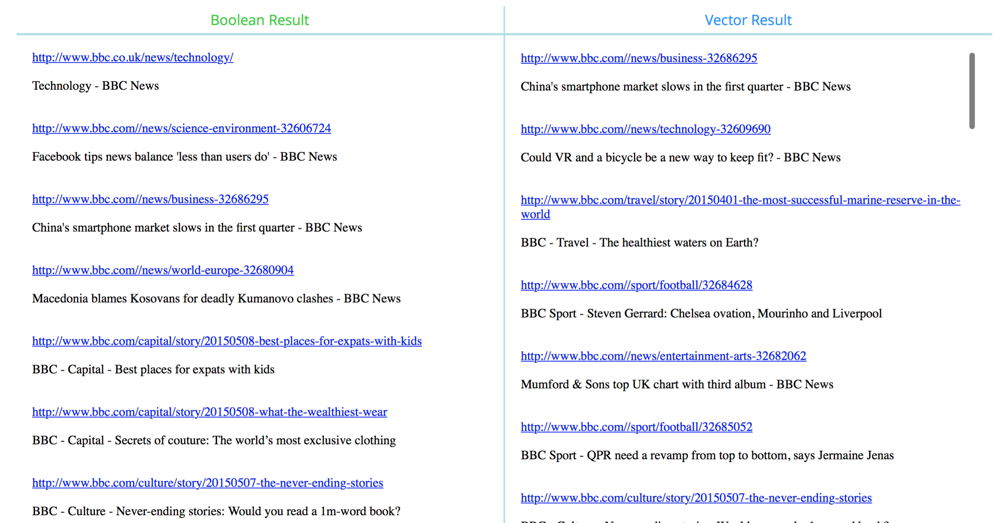 Boolean Result
http://www.bbc.co.uk/news/technology/
Technology - BBC News
http://www.bbc.com//news/science-environment-32606724
Facebook tips news balance 'less than users do' - BBC News
http://www.bbc.com//news/business-32686295
China's smartphone market slows in the first quarter - BBC News
http://www.bbc.com//news/world-europe-32680904
Macedonia blames Kosovans for deadly Kumanovo clashes - BBC News
http://www.bbc.com/capital/story/20150508-best-places-for-expats-with-kids
BBC - Capital - Best places for expats with kids
http://www.bbc.com/capital/story/20150508-what-the-wealthiest-wear
BBC - Capital - Secrets of couture: The world’s most exclusive clothing
http://www.bbc.com/culture/story/20150507-the-never-ending-stories
BBC - Culture - Never-ending stories: Would you read a 1m-word book?
Vector Result
http://www.bbc.com//news/business-32686295
China's smartphone market slows in the first quarter - BBC News
http://www.bbc.com//news/technology-32609690
Could VR and a bicycle be a new way to keep fit? - BBC News
http://www.bbc.com/travel/story/20150401-the-most-successful-marine-reserve-in-the-
world
BBC - Travel - The healthiest waters on Earth?
http://www.bbc.com//sport/football/32684628
BBC Sport - Steven Gerrard: Chelsea ovation, Mourinho and Liverpool
http://www.bbc.com//news/entertainment-arts-32682062
Mumford & Sons top UK chart with third album - BBC News
http://www.bbc.com//sport/football/32685052
BBC Sport - QPR need a revamp from top to bottom, says Jermaine Jenas
http://www.bbc.com/culture/story/20150507-the-never-ending-stories